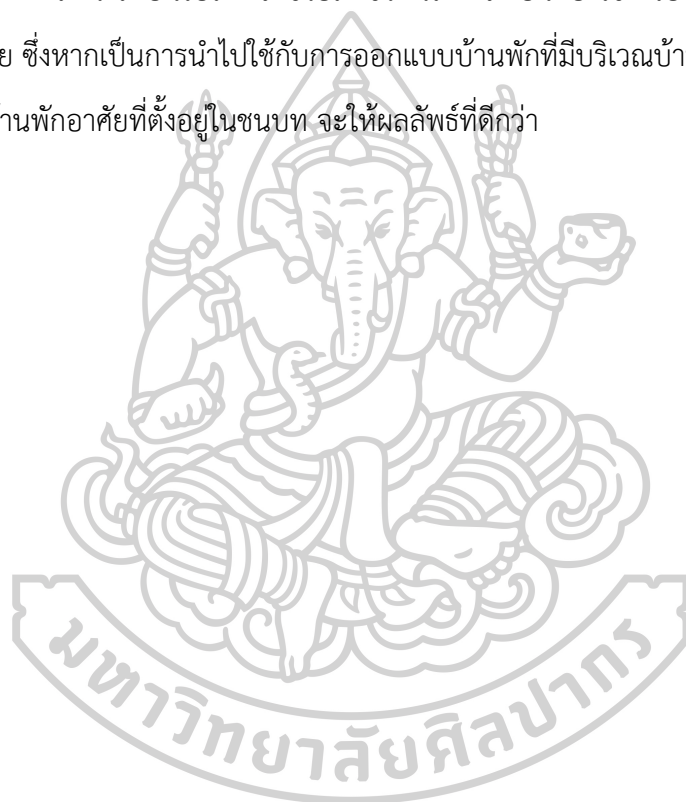 ย ซึ่งหากเป็นการนำไปใช้กับการออกแบบบ้านพักที่มีบริเวณบ้า
านพักอาศัยที่ตั้งอยู่ในชนบท จะให้ผลลัพธ์ที่ดีกว่า
มหาวิทยาลัยศิลปากร